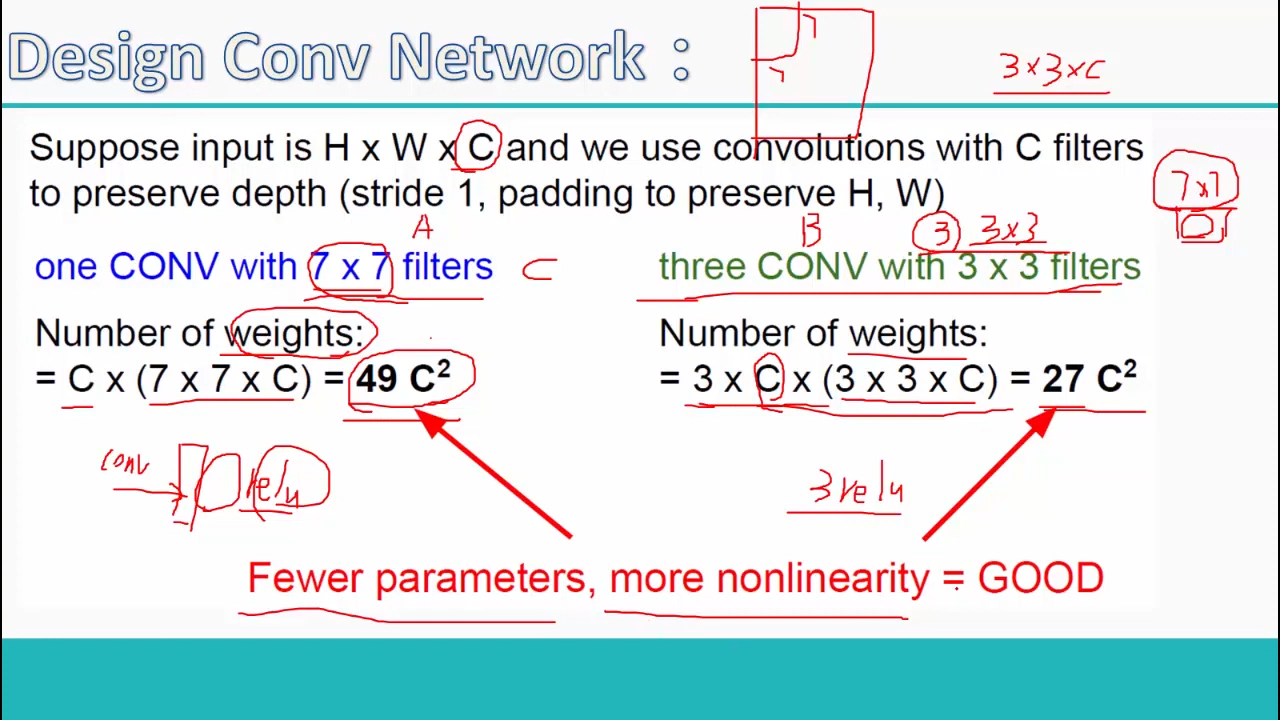 Design Conv Network :
3×3×C
Suppose input is H x W x C and we use convolutions with C filters
to preserve depth (stride 1, padding to preserve H, W)
7×7
A
B
3 3×3
one CONV with 7 x 7 filters C
three CONV with 3 x 3 filters
Number of weights:
= C x (7 x 7 x C) = 49 C²
Number of weights:
= 3 x C x (3 x 3 x C) = 27 C²
conv relu
3 relu
Fewer parameters, more nonlinearity = GOOD